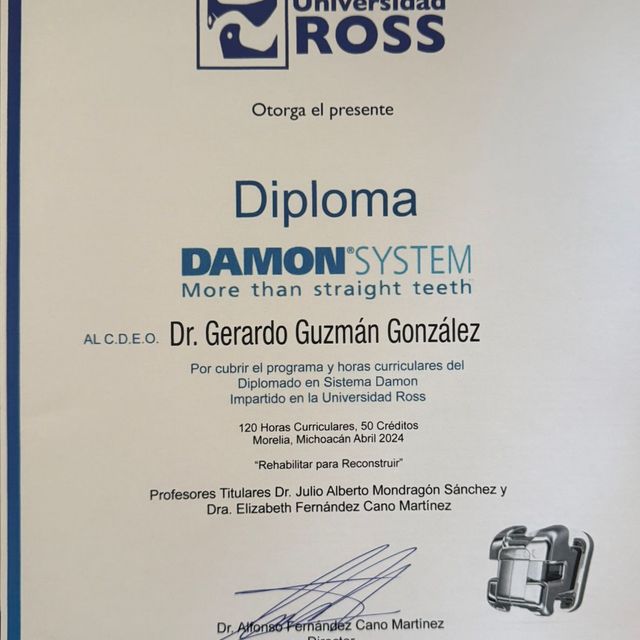 Universidad
ROSS
Otorga el presente
Diploma
DAMON®SYSTEM
More than straight teeth
AL C.D.E.O. Dr. Gerardo Guzmán González
Por cubrir el programa y horas curriculares del
Diplomado en Sistema Damon
Impartido en la Universidad Ross
120 Horas Curriculares, 50 Créditos
Morelia, Michoacán Abril 2024
“Rehabilitar para Reconstruir”
Profesores Titulares Dr. Julio Alberto Mondragón Sánchez y
Dra. Elizabeth Fernández Cano Martínez
Dr. Alfonso Fernández Cano Martinez
Director